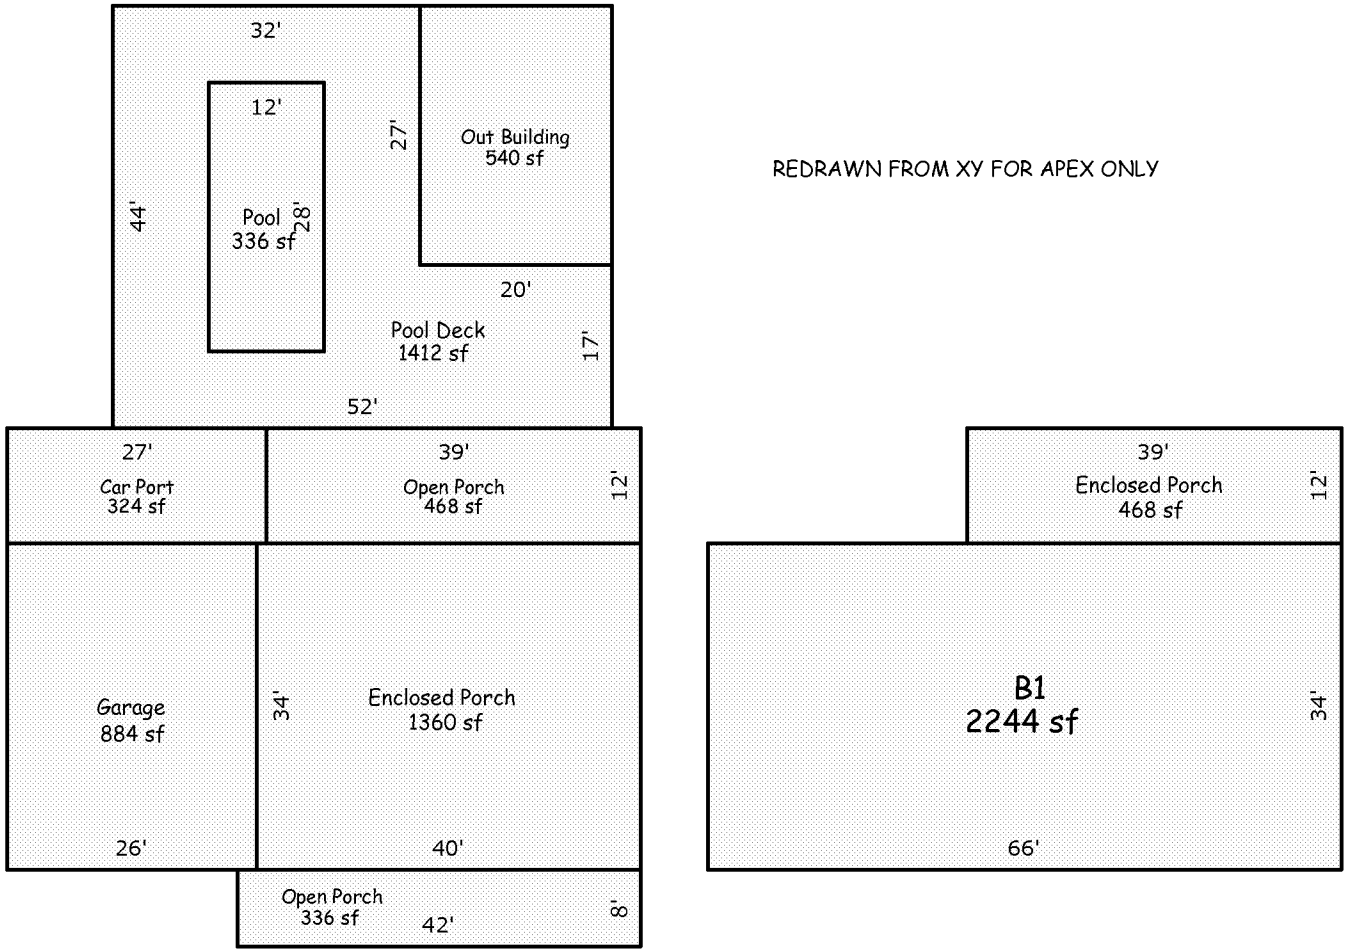 32'
12'
27'
Out Building
540 sf
REDRAWN FROM XY FOR APEX ONLY
44'
Pool
336 sf
28'
20'
Pool Deck
1412 sf
17'
52'
27'
Car Port
324 sf
39'
Open Porch
468 sf
12'
39'
Enclosed Porch
468 sf
12'
Garage
884 sf
34'
Enclosed Porch
1360 sf
B1
2244 sf
34'
26'
40'
66'
Open Porch
336 sf
42'
8'